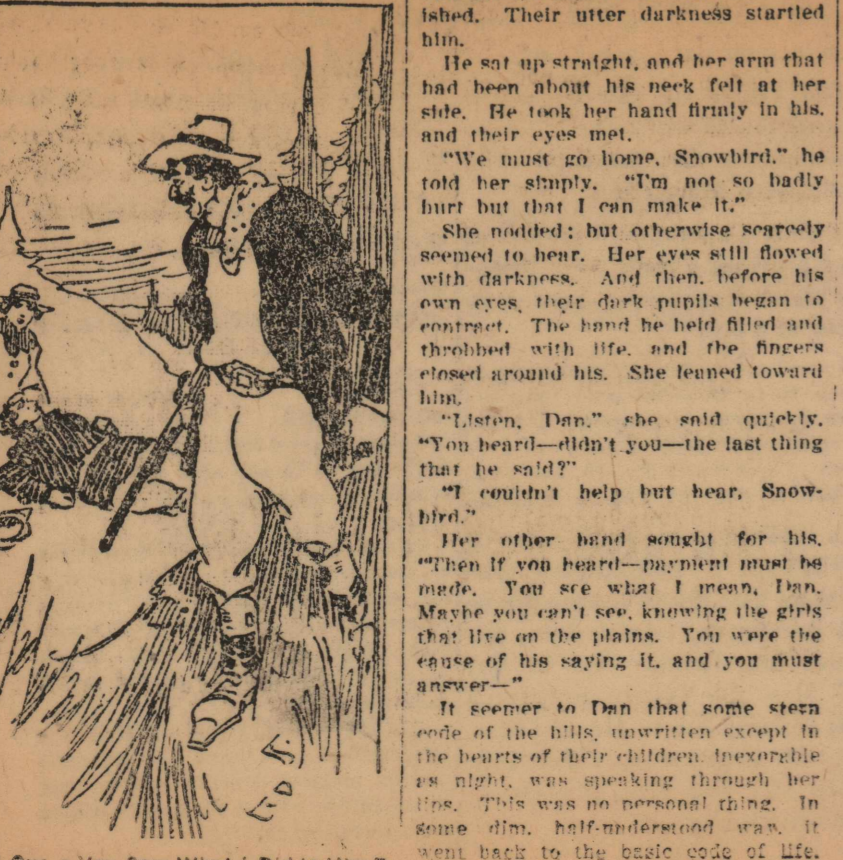 ished. Their utter darkness startled
him.
He sat up straight, and her arm that
had been about his neck fell at her
side. He took her hand firmly in his,
and their eyes met.
"We must go home, Snowbird," he
told her simply. "I'm not so badly
hurt but that I can make it."
She nodded; but otherwise scarcely
seemed to hear. Her eyes still flowed
with darkness. And then, before his
own eyes, their dark pupils began to
contract. The hand he held filled and
throbbed with life, and the fingers
closed around his. She leaned toward
him.
"Listen, Dan," she said quickly.
"You heard—didn't you—the last thing
that he said?"
"I couldn't help but hear, Snow-
bird."
Her other hand sought for his.
"Then if you heard—payment must be
made. You see what I mean, Dan.
Maybe you can't see, knowing the girls
that live on the plains. You were the
cause of his saying it, and you must
answer—"
It seemer to Dan that some stern
code of the hills, unwritten except in
the hearts of their children, inexorable
as night, was speaking through her
lips. This was no personal thing. In
some dim, half-understood way, it
went back to the basic code of life.